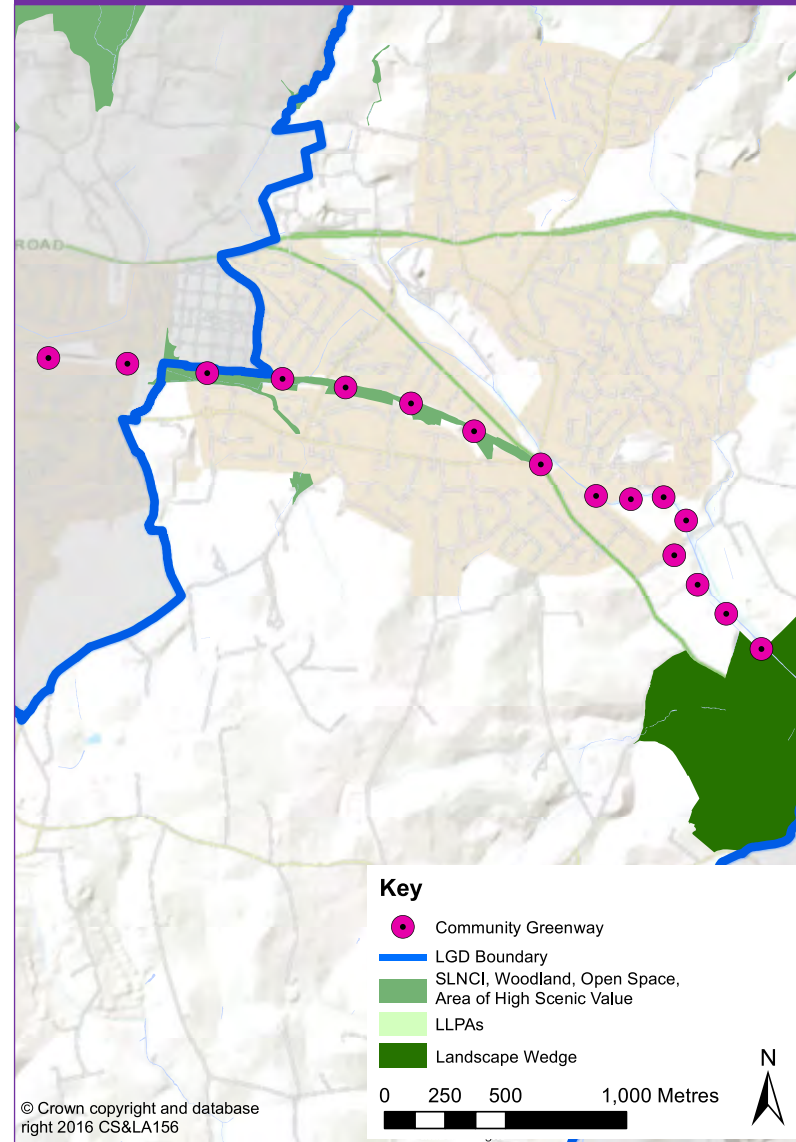 ROAD
Key
Community Greenway
LGD Boundary
SLNCI, Woodland, Open Space,
Area of High Scenic Value
LLPAs
Landscape Wedge
N
0 250 500 1,000 Metres
© Crown copyright and database
right 2016 CS&LA156